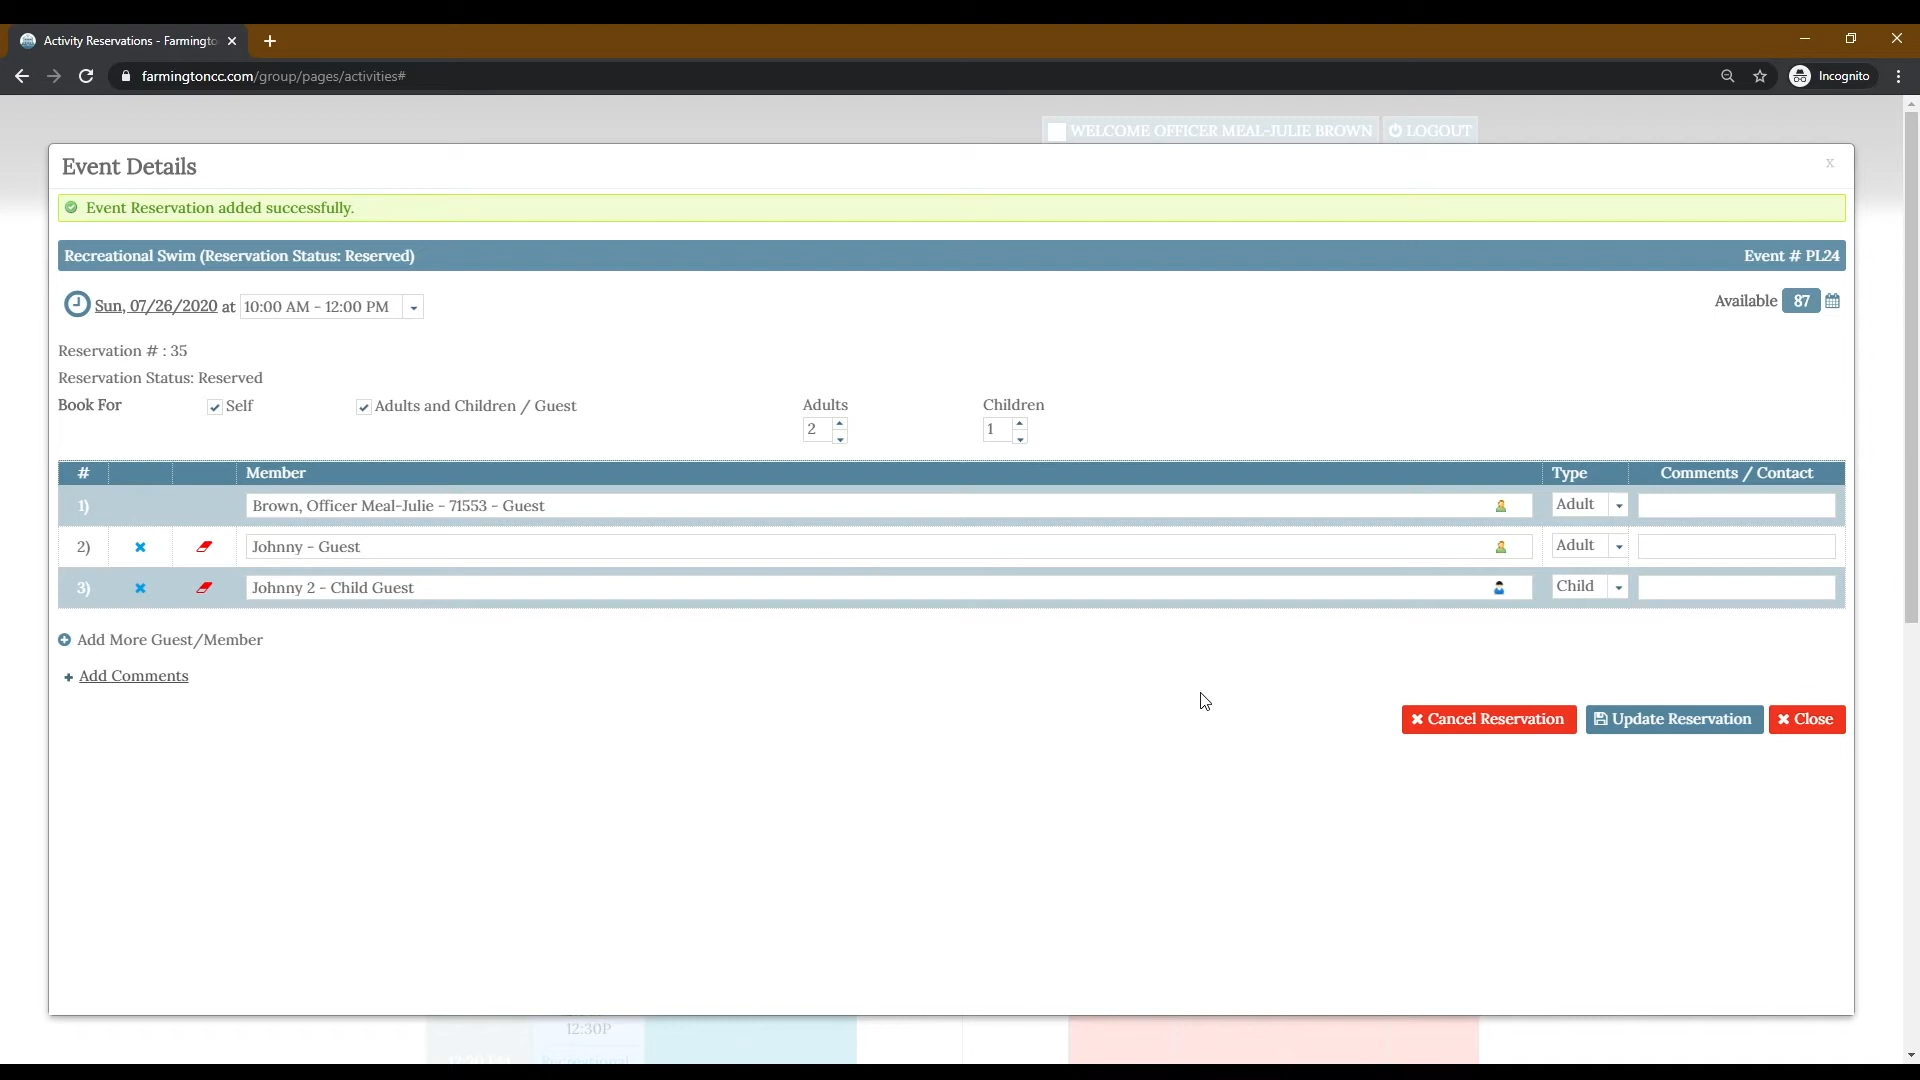 Activity Reservations - Farmingto
farmingtoncc.com/group/pages/activities#
Incognito
WELCOME OFFICER MEAL-JULIE BROWN
LOGOUT
Event Details
x
Event Reservation added successfully.
Recreational Swim (Reservation Status: Reserved)
Event # PL24
Sun, 07/26/2020 at 10:00 AM - 12:00 PM
Available 87
Reservation # : 35
Reservation Status: Reserved
Book For
Self
Adults and Children / Guest
Adults
Children
2
1
# Member Type Comments / Contact
1) Brown, Officer Meal-Julie - 71553 - Guest Adult
2) Johnny - Guest Adult
3) Johnny 2 - Child Guest Child
Add More Guest/Member
+ Add Comments
Cancel Reservation
Update Reservation
Close
12:30P
12:30 PM
Recreational